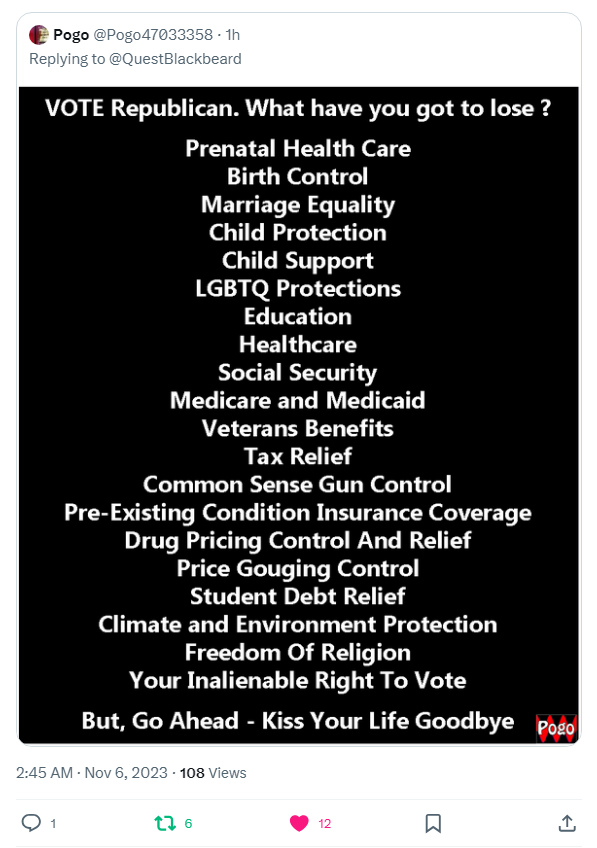 Pogo @Pogo47033358 · 1h
Replying to @QuestBlackbeard
VOTE Republican. What have you got to lose ?
Prenatal Health Care
Birth Control
Marriage Equality
Child Protection
Child Support
LGBTQ Protections
Education
Healthcare
Social Security
Medicare and Medicaid
Veterans Benefits
Tax Relief
Common Sense Gun Control
Pre-Existing Condition Insurance Coverage
Drug Pricing Control And Relief
Price Gouging Control
Student Debt Relief
Climate and Environment Protection
Freedom Of Religion
Your Inalienable Right To Vote
But, Go Ahead - Kiss Your Life Goodbye
Pogo
2:45 AM · Nov 6, 2023 · 108 Views
1 6 12